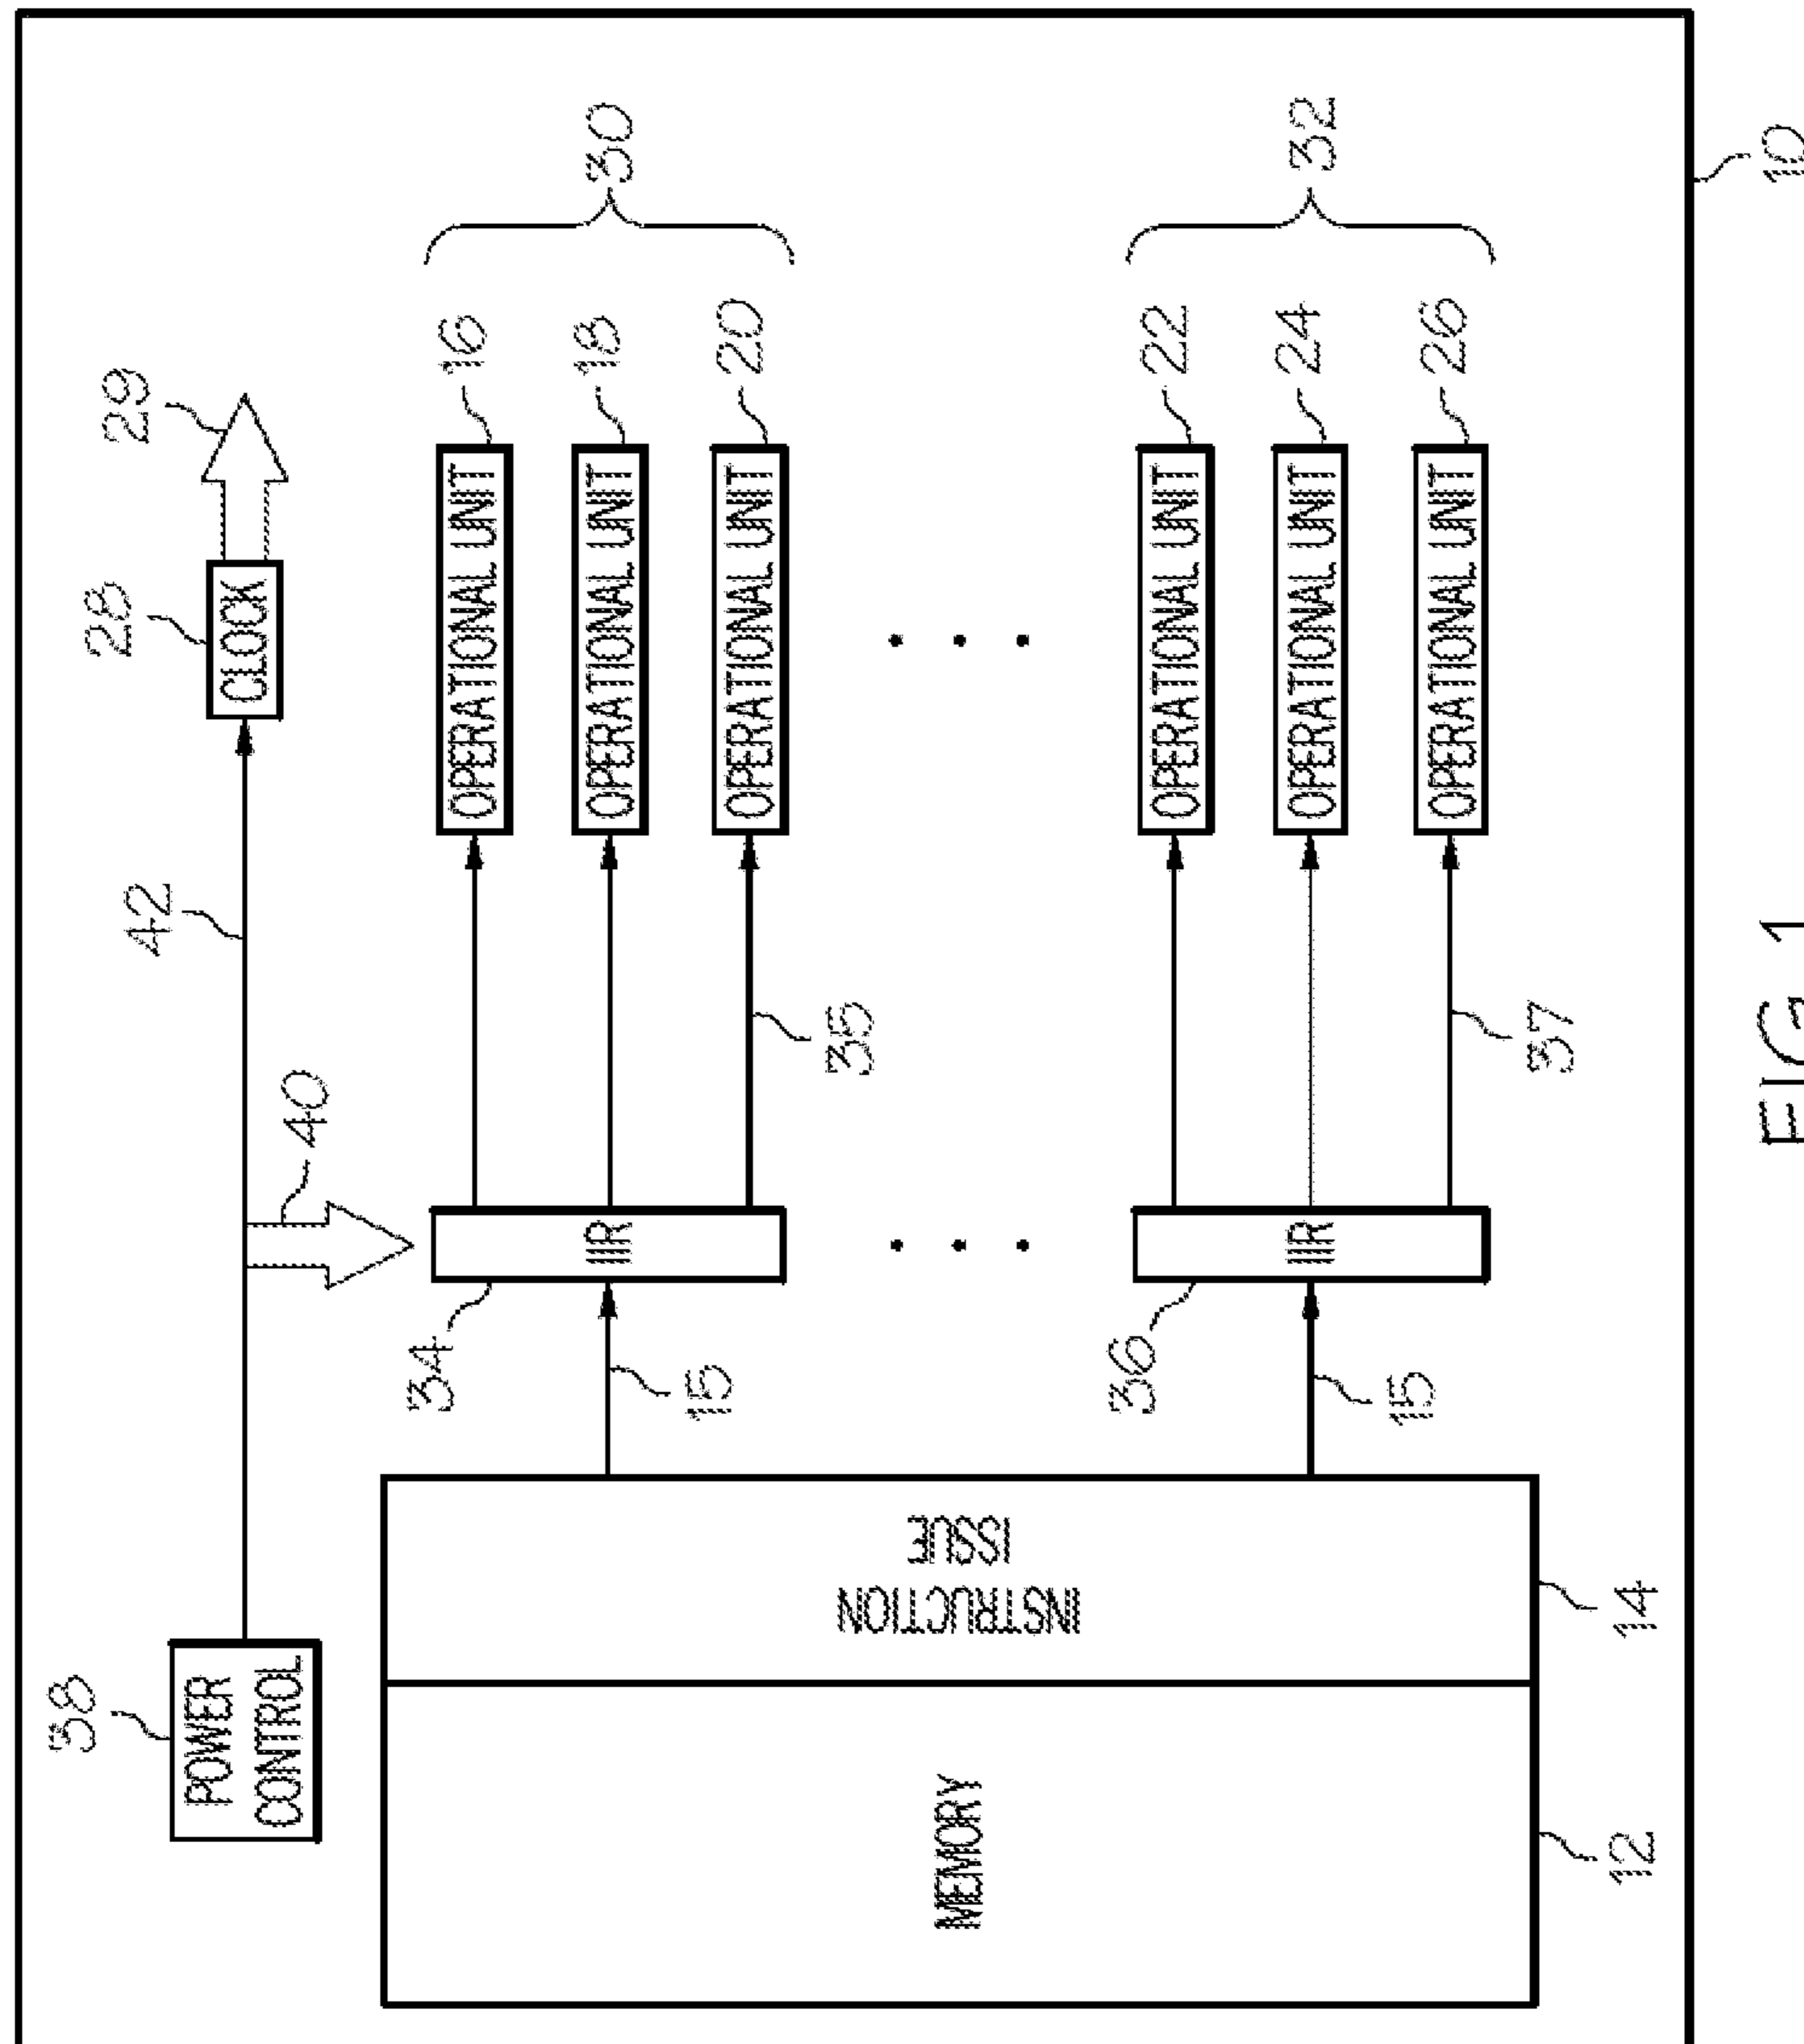 38
POWER
CONTROL
42
28
CLOCK
29
40
34
IIR
15
35
OPERATIONAL UNIT
16
OPERATIONAL UNIT
18
OPERATIONAL UNIT
20
30
MEMORY
12
INSTRUCTION
ISSUE
14
36
IIR
15
37
OPERATIONAL UNIT
22
OPERATIONAL UNIT
24
OPERATIONAL UNIT
26
32
10
FIG. 1